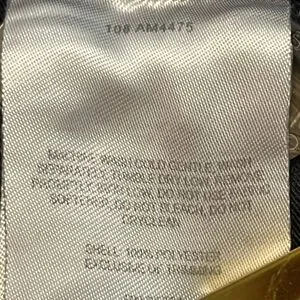 108 AM4475
MACHINE WASH COLD GENTLE, WASH
SEPARATELY, TUMBLE DRY LOW, REMOVE
PROMPTLY, IRON LOW, DO NOT USE
SOFTENER, DO NOT BLEACH, DO NOT
DRYCLEAN
SHELL: 100% POLYESTER
EXCLUSIVE OF TRIMMING